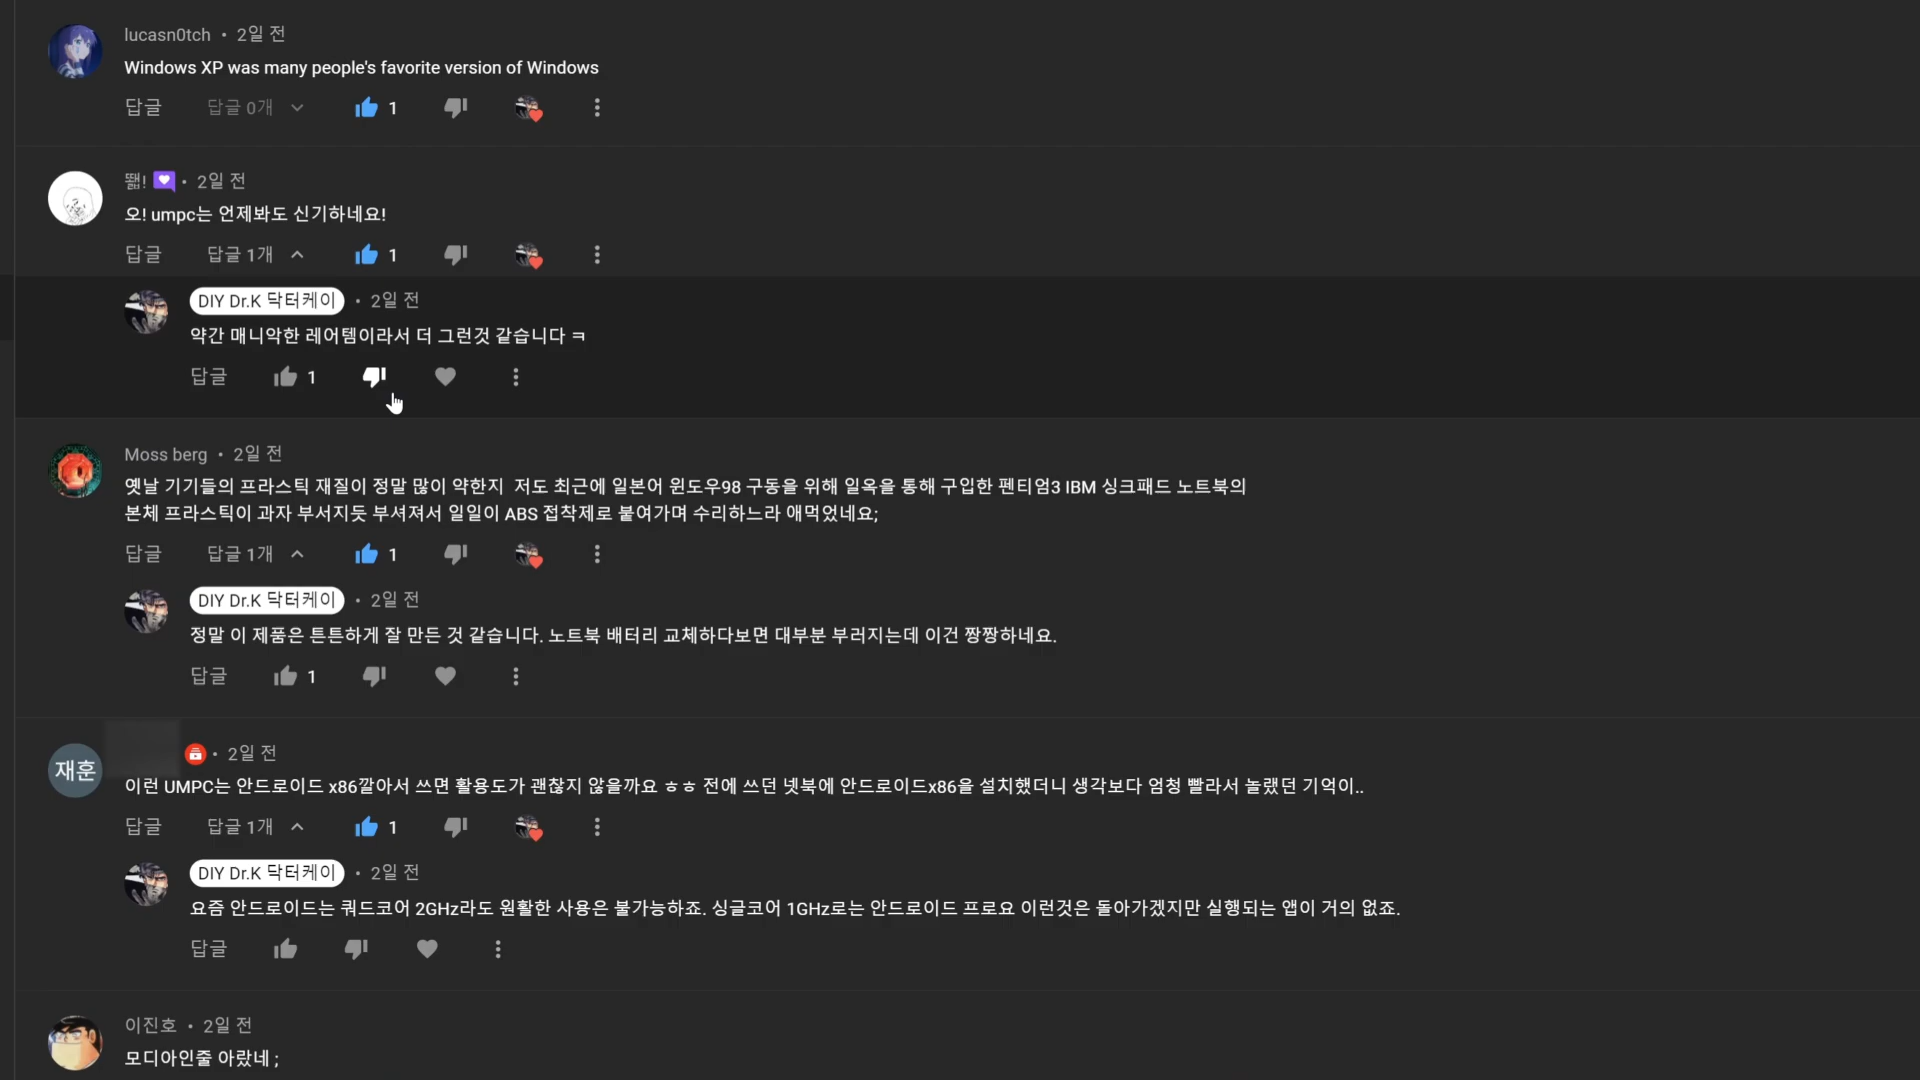 lucasn0tch • 2일 전
Windows XP was many people's favorite version of Windows
답글 답글 0개 1
뙓! • 2일 전
오! umpc는 언제봐도 신기하네요!
답글 답글 1개 1
DIY Dr.K 닥터케이 • 2일 전
약간 매니악한 레어템이라서 더 그런것 같습니다 ㅋ
답글 1
Moss berg • 2일 전
옛날 기기들의 프라스틱 재질이 정말 많이 약한지 저도 최근에 일본어 윈도우98 구동을 위해 일옥을 통해 구입한 펜티엄3 IBM 싱크패드 노트북의
본체 프라스틱이 과자 부서지듯 부셔져서 일일이 ABS 접착제로 붙여가며 수리하느라 애먹었네요;
답글 답글 1개 1
DIY Dr.K 닥터케이 • 2일 전
정말 이 제품은 튼튼하게 잘 만든 것 같습니다. 노트북 배터리 교체하다보면 대부분 부러지는데 이건 짱짱하네요.
답글 1
재훈
• 2일 전
이런 UMPC는 안드로이드 x86깔아서 쓰면 활용도가 괜찮지 않을까요 ㅎㅎ 전에 쓰던 넷북에 안드로이드x86을 설치했더니 생각보다 엄청 빨라서 놀랬던 기억이..
답글 답글 1개 1
DIY Dr.K 닥터케이 • 2일 전
요즘 안드로이드는 쿼드코어 2GHz라도 원활한 사용은 불가능하죠. 싱글코어 1GHz로는 안드로이드 프로요 이런것은 돌아가겠지만 실행되는 앱이 거의 없죠.
답글
이진호 • 2일 전
모디아인줄 아랐네 ;